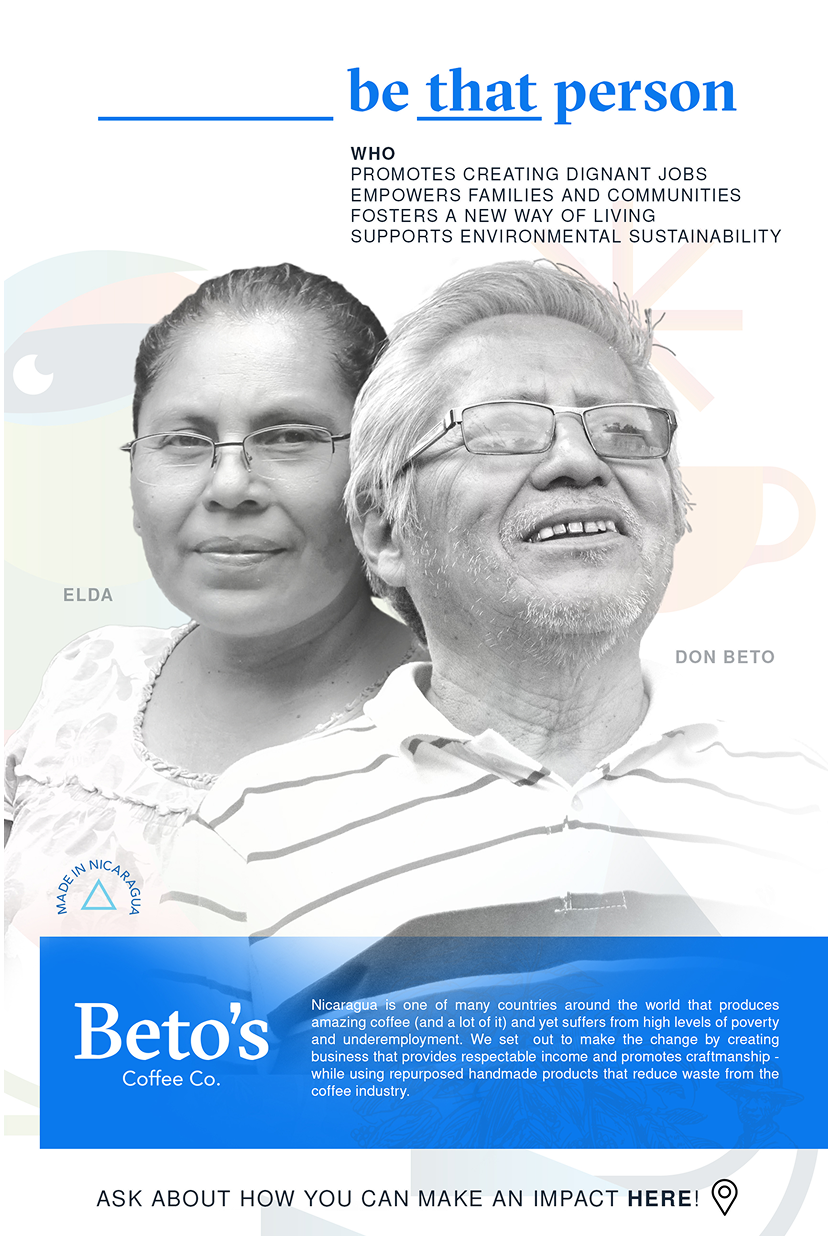 be that person
WHO
PROMOTES CREATING DIGNANT JOBS
EMPOWERS FAMILIES AND COMMUNITIES
FOSTERS A NEW WAY OF LIVING
SUPPORTS ENVIRONMENTAL SUSTAINABILITY
ELDA
DON BETO
MADE IN NICARAGUA
Beto's
Coffee Co.
Nicaragua is one of many countries around the world that produces
amazing coffee (and a lot of it) and yet suffers from high levels of poverty
and underemployment. We set out to make the change by creating
business that provides respectable income and promotes craftmanship -
while using repurposed handmade products that reduce waste from the
coffee industry.
ASK ABOUT HOW YOU CAN MAKE AN IMPACT HERE!